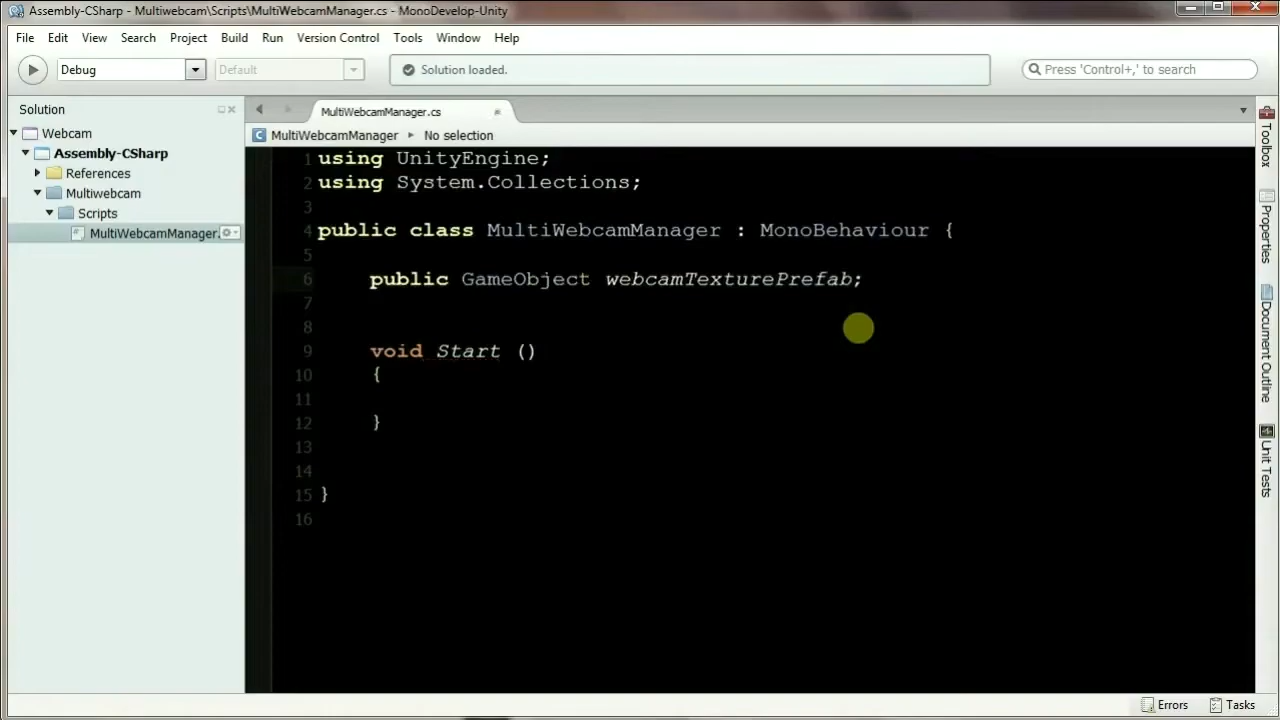 Assembly-CSharp - Multiwebcam\Scripts\MultiWebcamManager.cs - MonoDevelop-Unity
File Edit View Search Project Build Run Version Control Tools Window Help
Debug Default Solution loaded. Press 'Control+,' to search
Solution
MultiWebcamManager.cs
MultiWebcamManager No selection
Webcam
Assembly-CSharp
References
Multiwebcam
Scripts
MultiWebcamManager.
1 using UnityEngine;
2 using System.Collections;
3
4 public class MultiWebcamManager : MonoBehaviour {
5
6 public GameObject webcamTexturePrefab;
7
8
9 void Start ()
10 {
11
12 }
13
14
15 }
16
Toolbox
Properties
Document Outline
Unit Tests
Errors Tasks